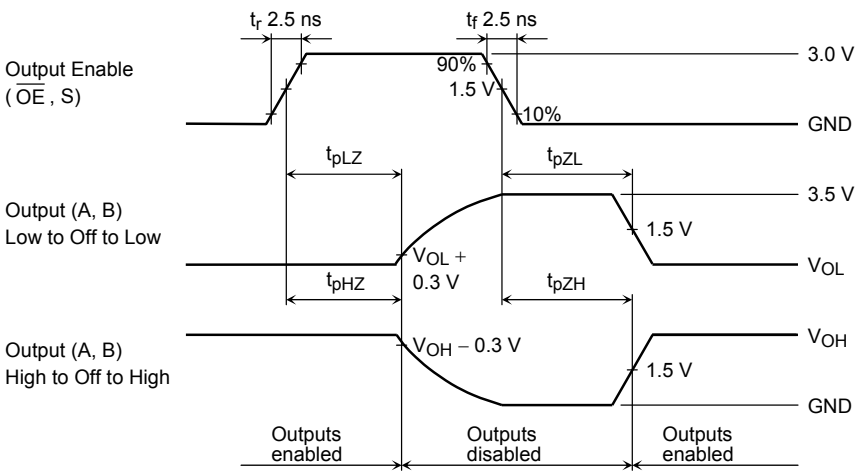 tr 2.5 ns
tf 2.5 ns
Output Enable
( OE , S)
90%
1.5 V
10%
3.0 V
GND
tpLZ
tpZL
Output (A, B)
Low to Off to Low
3.5 V
1.5 V
VOL +
0.3 V
VOL
tpHZ
tpZH
Output (A, B)
High to Off to High
VOH − 0.3 V
VOH
1.5 V
GND
Outputs
enabled
Outputs
disabled
Outputs
enabled